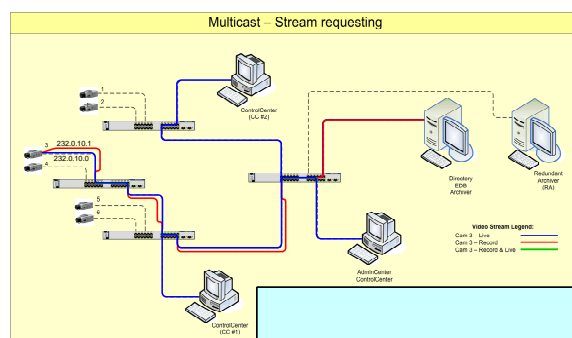 Multicast – Stream requesting
1
2
ControlCenter
(CC #2)
3
232.0.10.1
4
232.0.10.0
5
6
Directory
EDB
Archiver
Redundant
Archiver
(RA)
Video Stream Legend:
Cam 3 – Live
Cam 3 – Record
Cam 3 – Record & Live
AdminCenter
ControlCenter
ControlCenter
(CC #1)